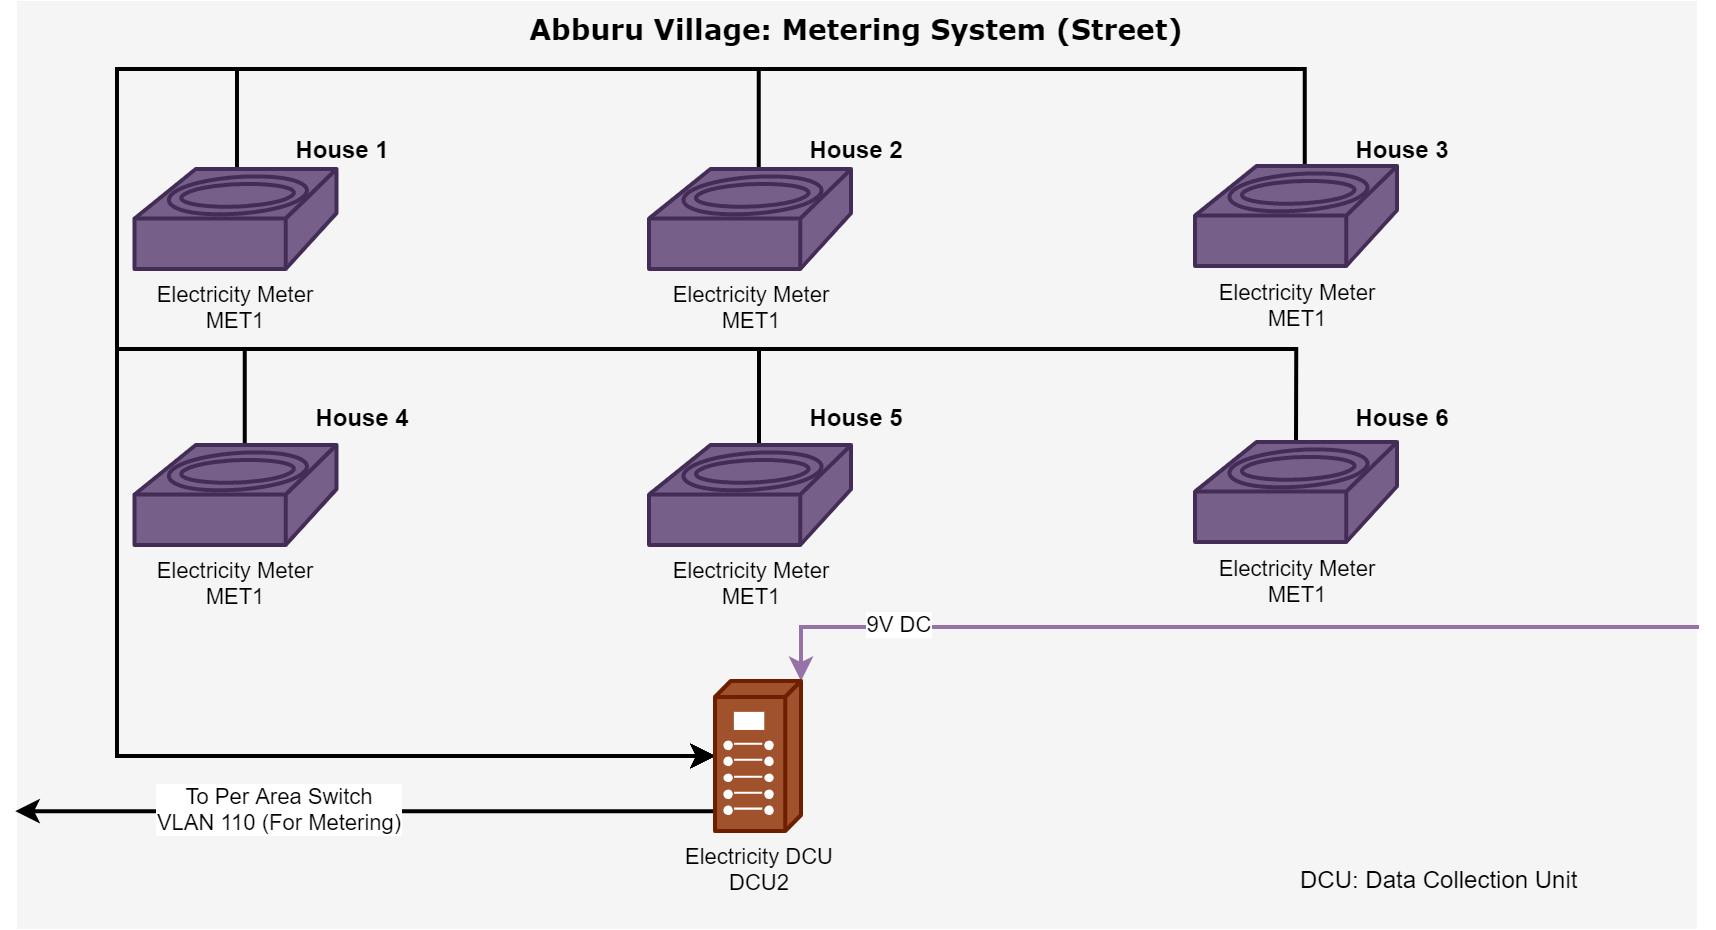 Abburu Village: Metering System (Street)
House 1
House 2
House 3
Electricity Meter
MET1
Electricity Meter
MET1
Electricity Meter
MET1
House 4
House 5
House 6
Electricity Meter
MET1
Electricity Meter
MET1
Electricity Meter
MET1
9V DC
To Per Area Switch
VLAN 110 (For Metering)
Electricity DCU
DCU2
DCU: Data Collection Unit